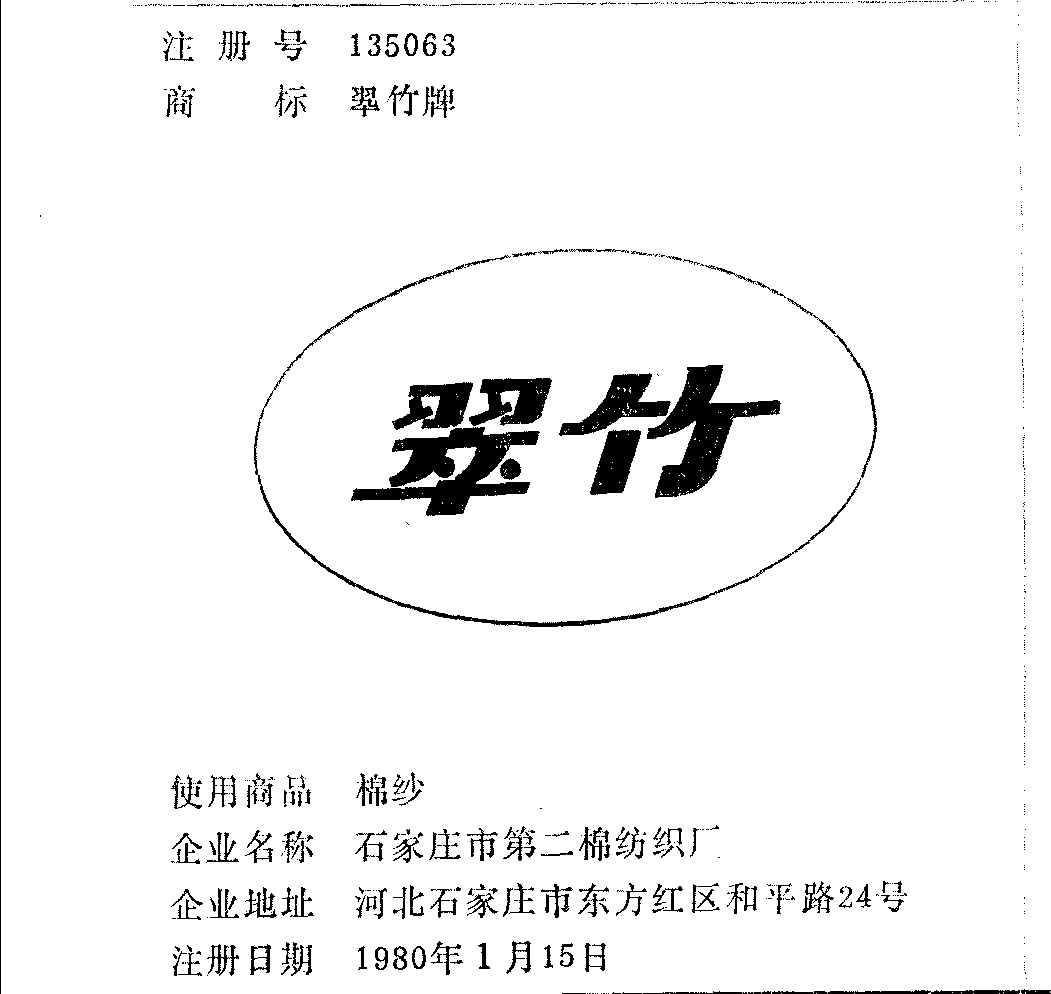 注册号 135063
商标 翠竹牌
翠竹
使用商品 棉纱
企业名称 石家庄市第二棉纺织厂
企业地址 河北石家庄市东方红区和平路24号
注册日期 1980年1月15日